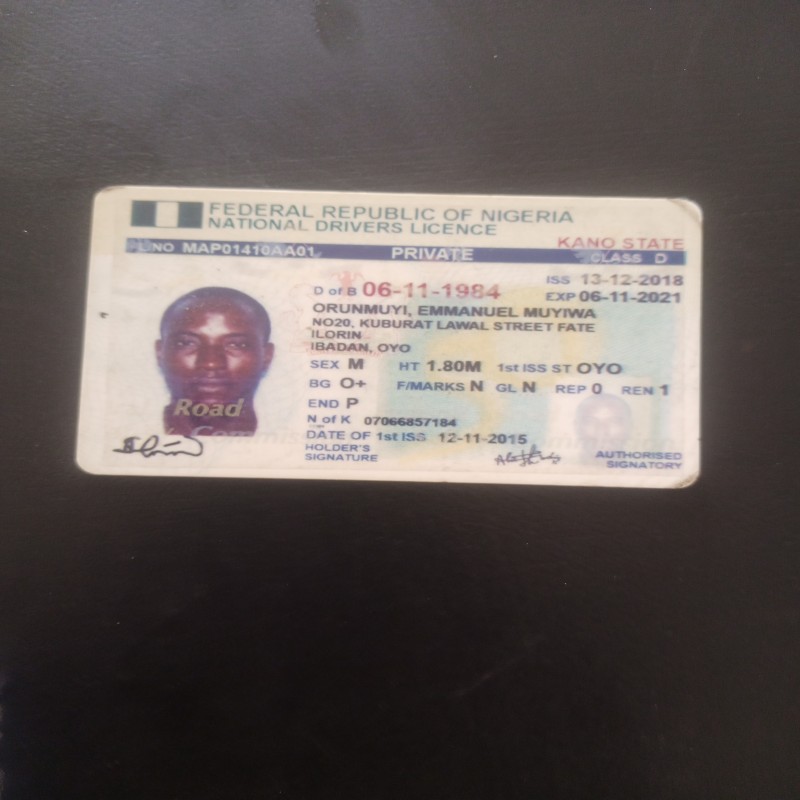 FEDERAL REPUBLIC OF NIGERIA
NATIONAL DRIVERS LICENCE
KANO STATE
L/NO MAP01410AA01 PRIVATE CLASS D
ISS 13-12-2018
D of B 06-11-1984 EXP 06-11-2021
ORUNMUYI, EMMANUEL MUYIWA
NO20, KUBURAT LAWAL STREET FATE
ILORIN
IBADAN, OYO
SEX M HT 1.80M 1st ISS ST OYO
BG O+ F/MARKS N GL N REP 0 REN 1
END P
Road
N of K 07066857184
DATE OF 1st ISS 12-11-2015
HOLDER'S
SIGNATURE
AUTHORISED
SIGNATORY